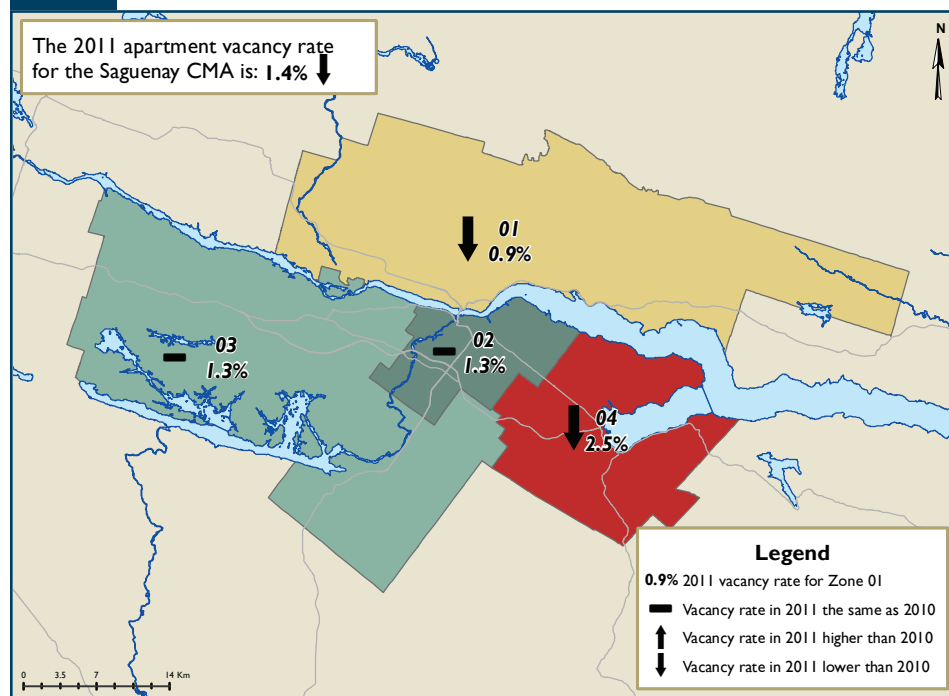 The 2011 apartment vacancy rate
for the Saguenay CMA is: 1.4%
N
01
0.9%
02
1.3%
03
1.3%
04
2.5%
Legend
0.9% 2011 vacancy rate for Zone 01
Vacancy rate in 2011 the same as 2010
Vacancy rate in 2011 higher than 2010
Vacancy rate in 2011 lower than 2010
0 3.5 7 14 Km